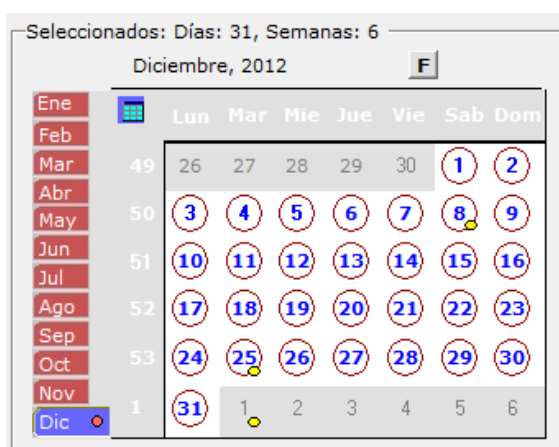 Seleccionados: Días: 31, Semanas: 6
Diciembre, 2012 F
Ene
Feb
Mar
Abr
May
Jun
Jul
Ago
Sep
Oct
Nov
Dic
Lun Mar Mie Jue Vie Sab Dom
49 26 27 28 29 30 1 2
50 3 4 5 6 7 8 9
51 10 11 12 13 14 15 16
52 17 18 19 20 21 22 23
53 24 25 26 27 28 29 30
1 31 1 2 3 4 5 6